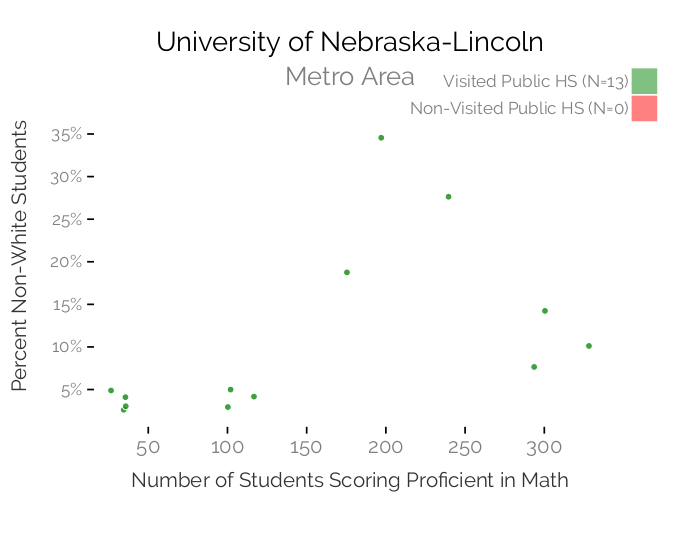 University of Nebraska-Lincoln
Metro Area
Visited Public HS (N=13)
Non-Visited Public HS (N=0)
Percent Non-White Students
35%
30%
25%
20%
15%
10%
5%
50 100 150 200 250 300
Number of Students Scoring Proficient in Math